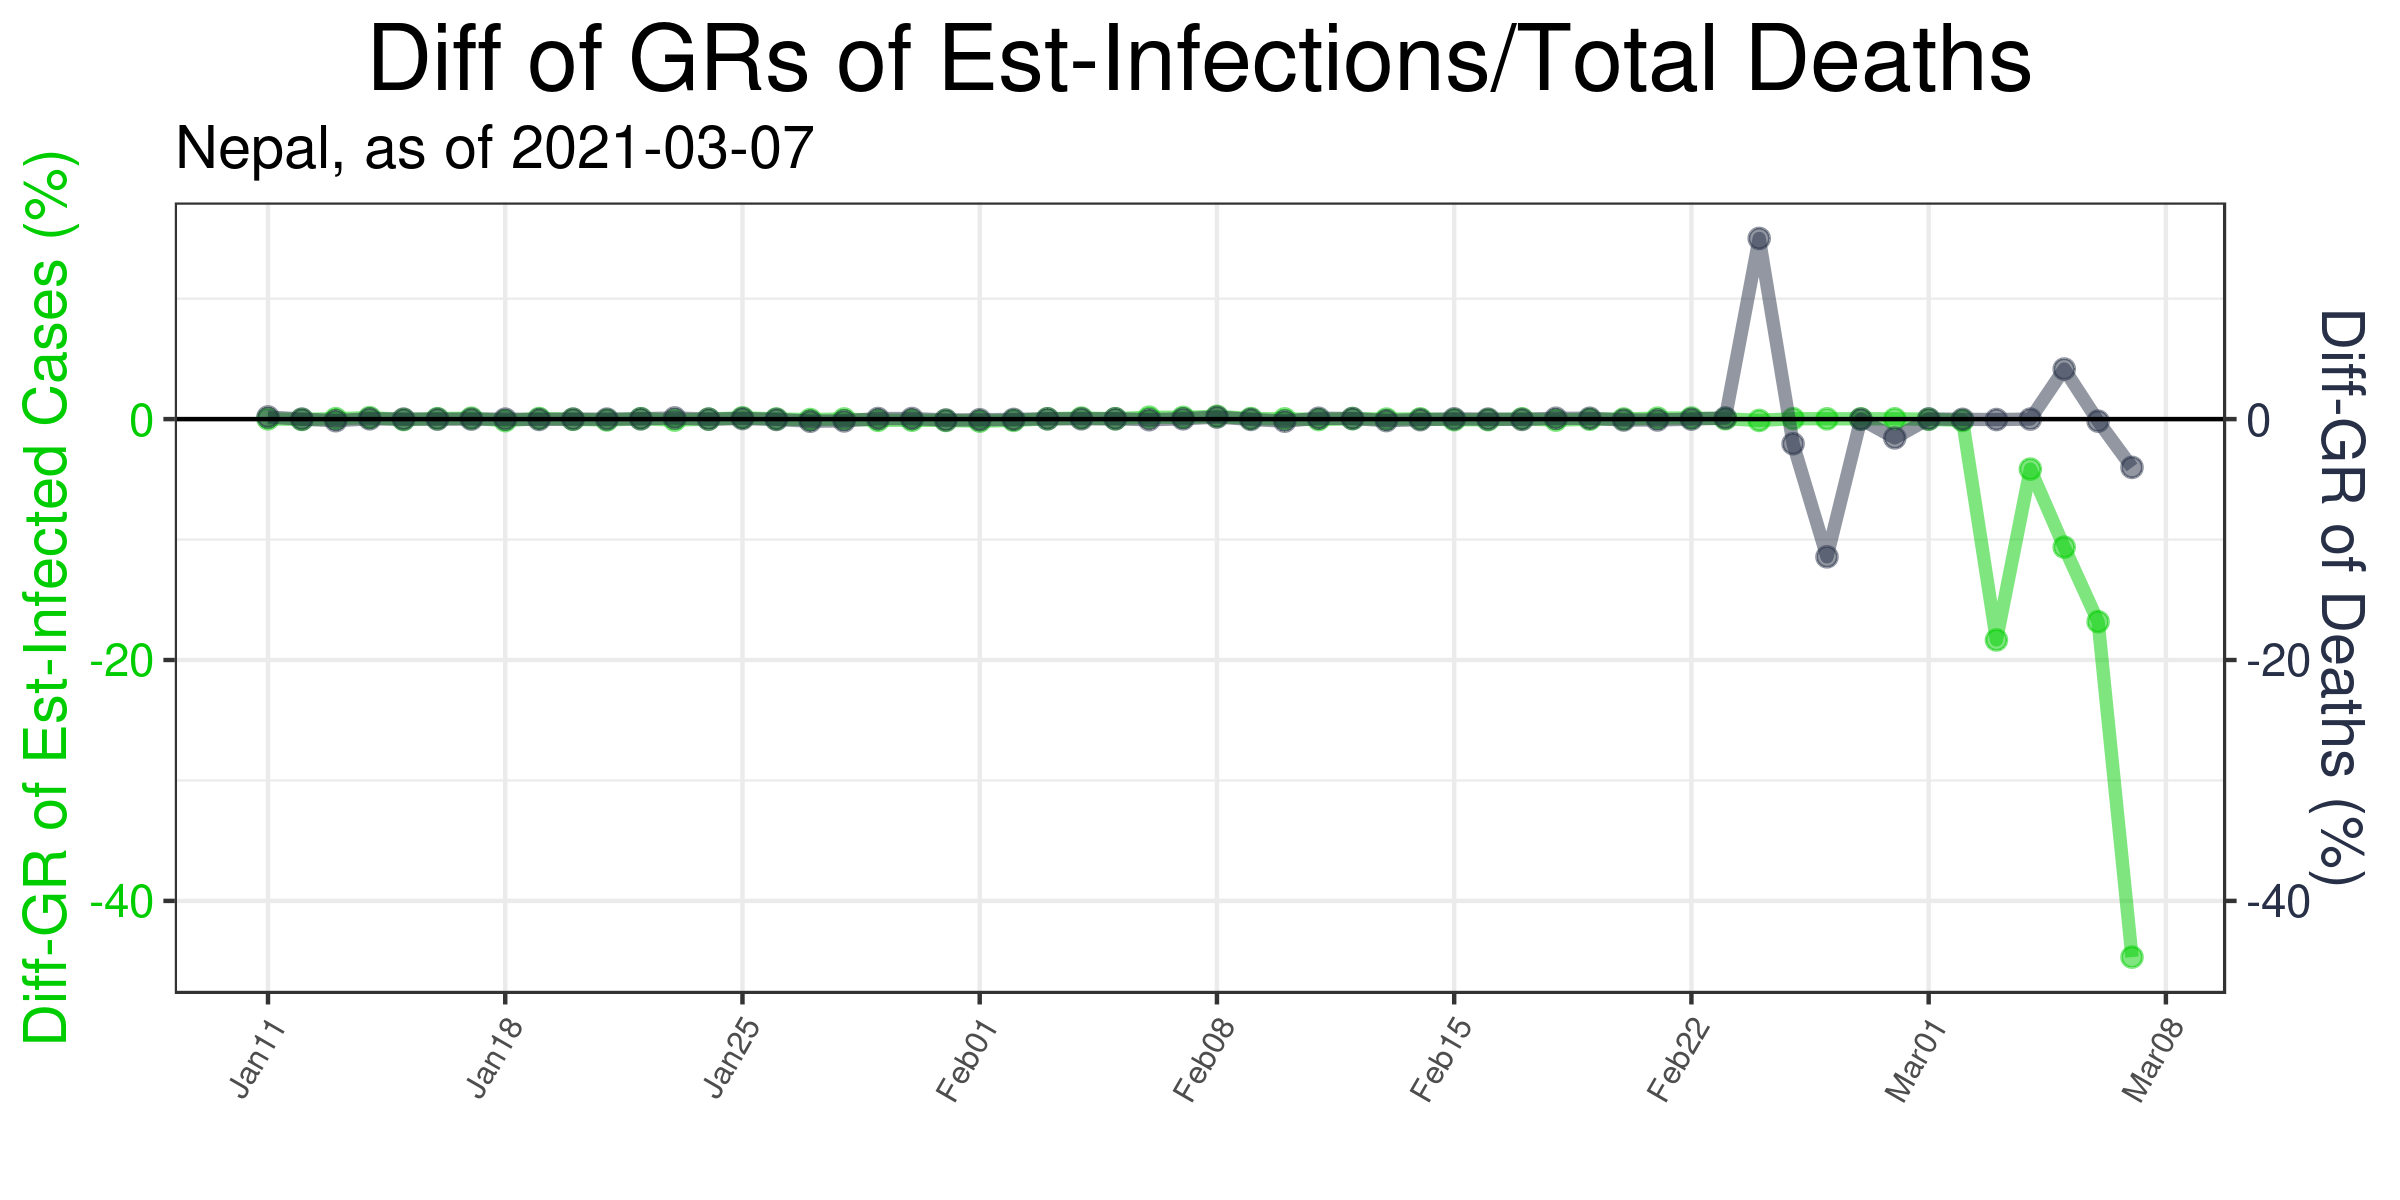 Diff of GRs of Est-Infections/Total Deaths
Nepal, as of 2021-03-07
Diff-GR of Est-Infected Cases (%)
0
-20
-40
0
-20
-40
Diff-GR of Deaths (%)
Jan11
Jan18
Jan25
Feb01
Feb08
Feb15
Feb22
Mar01
Mar08